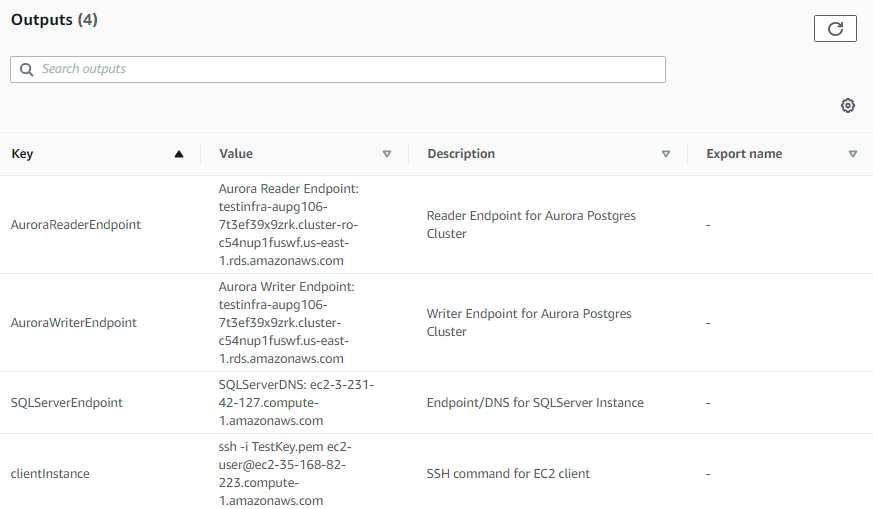 Outputs (4)
Search outputs
Key Value Description Export name
AuroraReaderEndpoint
Aurora Reader Endpoint:
testinfra-aupg106-
7t3ef39x9zrk.cluster-ro-
c54nup1fuswf.us-east-
1.rds.amazonaws.com
Reader Endpoint for Aurora Postgres
Cluster
-
AuroraWriterEndpoint
Aurora Writer Endpoint:
testinfra-aupg106-
7t3ef39x9zrk.cluster-
c54nup1fuswf.us-east-
1.rds.amazonaws.com
Writer Endpoint for Aurora Postgres
Cluster
-
SQLServerEndpoint
SQLServerDNS: ec2-3-231-
42-127.compute-
1.amazonaws.com
Endpoint/DNS for SQLServer Instance
-
clientInstance
ssh -i TestKey.pem ec2-
user@ec2-35-168-82-
223.compute-
1.amazonaws.com
SSH command for EC2 client
-